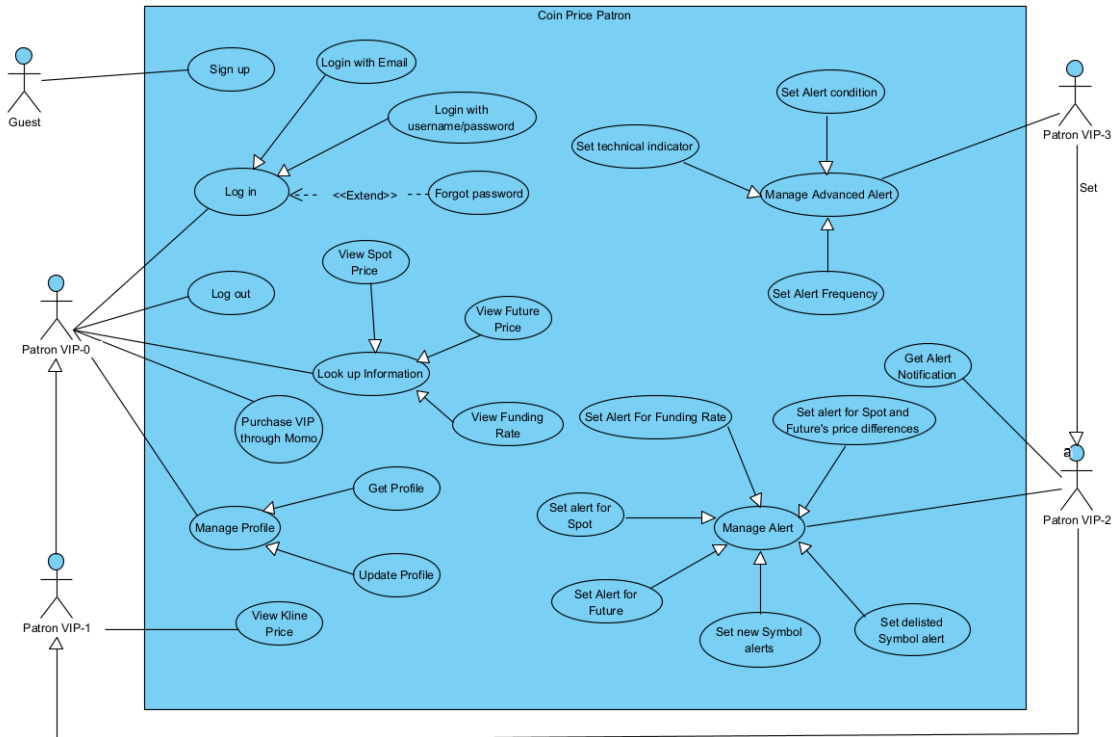 Coin Price Patron
Guest
Sign up
Login with Email
Login with
username/password
Log in
<<Extend>>
Forgot password
Set Alert condition
Set technical indicator
Manage Advanced Alert
Set Alert Frequency
Patron VIP-3
Set
View Spot
Price
Log out
View Future
Price
Patron VIP-0
Look up Information
Purchase VIP
through Momo
View Funding
Rate
Get Alert
Notification
Set Alert For Funding Rate
Set alert for Spot and
Future's price differences
a
Patron VIP-2
Get Profile
Manage Profile
Update Profile
Set alert for
Spot
Manage Alert
Set Alert for
Future
Set new Symbol
alerts
Set delisted
Symbol alert
Patron VIP-1
View Kline
Price